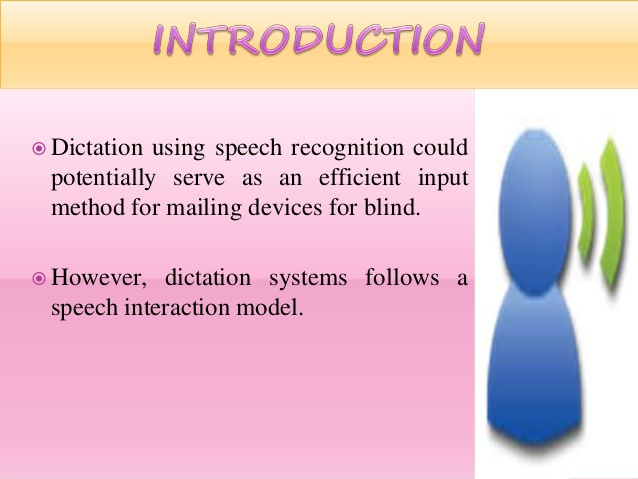 INTRODUCTION
Dictation using speech recognition could
potentially serve as an efficient input
method for mailing devices for blind.
However, dictation systems follows a
speech interaction model.